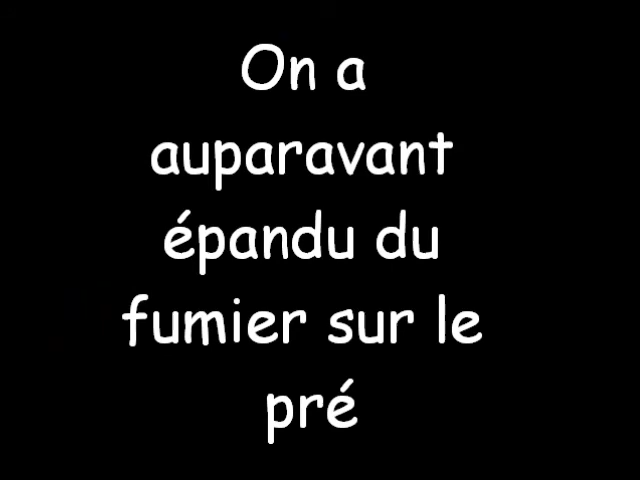 On a
auparavant
épandu du
fumier sur le
pré